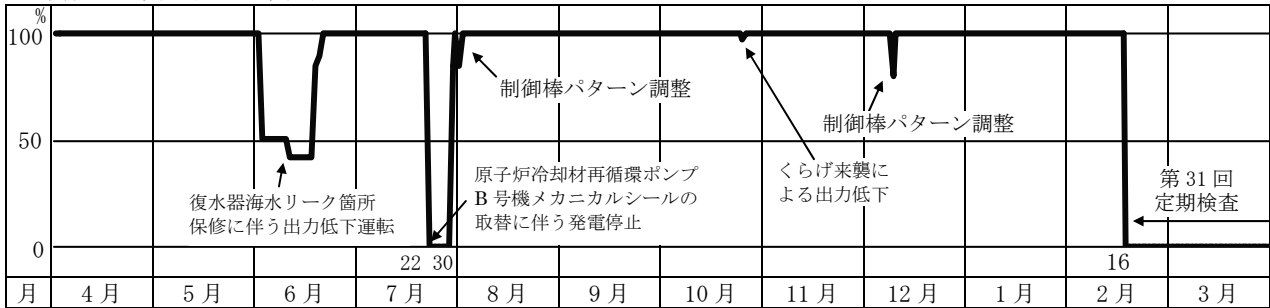 %
100
50
0
制御棒パターン調整
制御棒パターン調整
復水器海水リーク箇所
保修に伴う出力低下運転
原子炉冷却材再循環ポンプ
B 号機メカニカルシールの
取替に伴う発電停止
くらげ来襲に
よる出力低下
第 31 回
定期検査
22 30
16
月 4 月 5 月 6 月 7 月 8 月 9 月 10 月 11 月 12 月 1 月 2 月 3 月